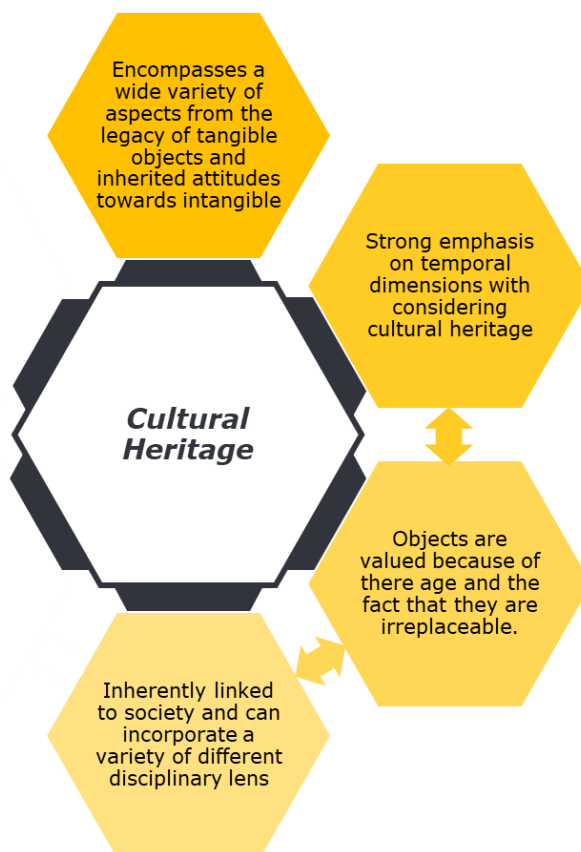 Encompasses a
wide variety of
aspects from the
legacy of tangible
objects and
inherited attitudes
towards intangible
Strong emphasis
on temporal
dimensions with
considering
cultural heritage
Cultural
Heritage
Objects are
valued because of
there age and the
fact that they are
irreplaceable.
Inherently linked
to society and can
incorporate a
variety of different
disciplinary lens